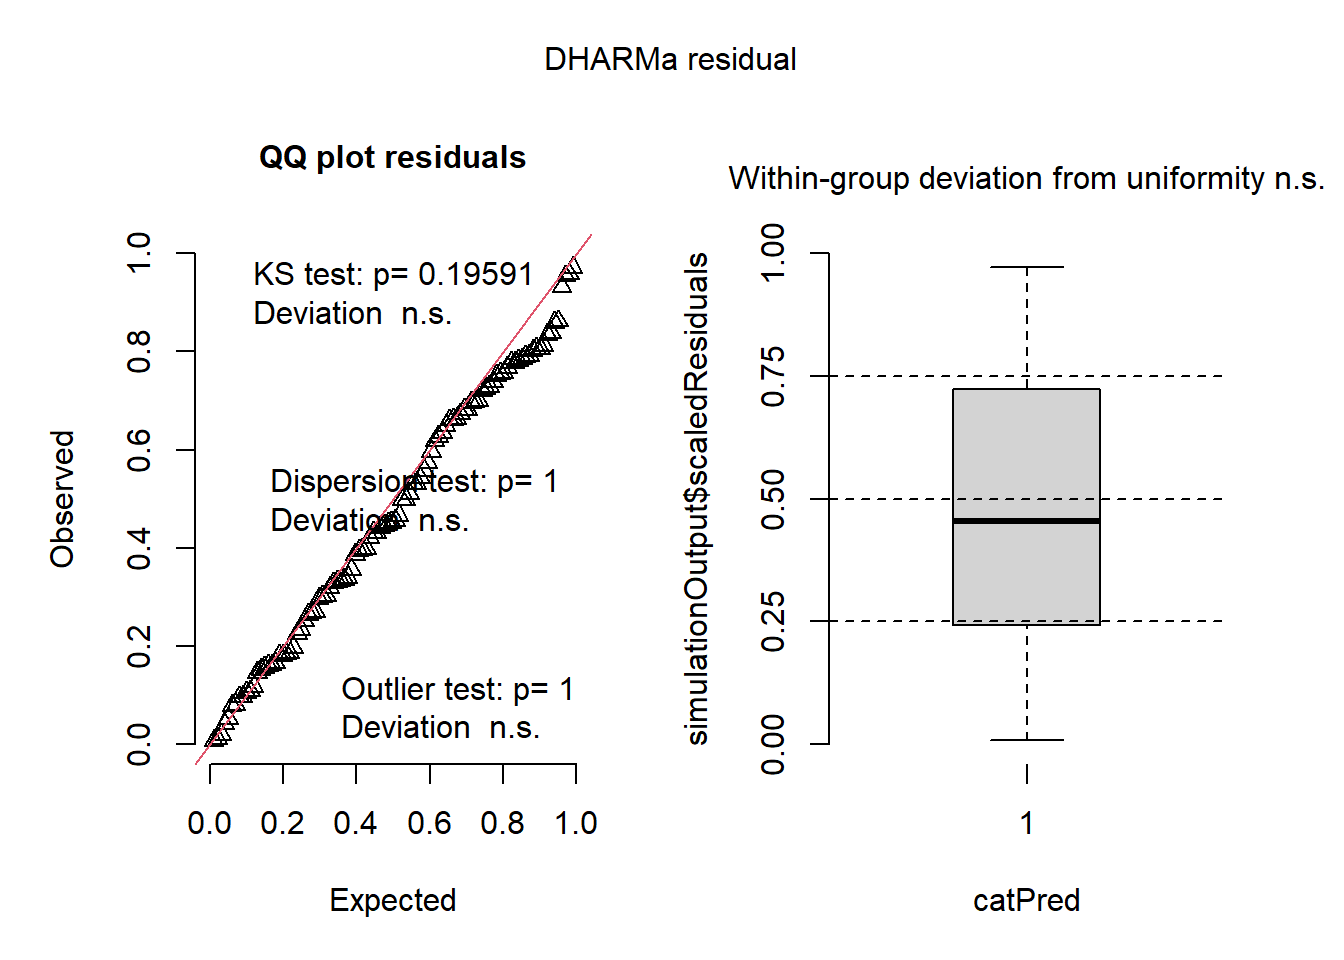 DHARMa residual
QQ plot residuals
KS test: p= 0.19591
Deviation  n.s.
Dispersion test: p= 1
Deviation  n.s.
Outlier test: p= 1
Deviation  n.s.
Observed
0.0 0.2 0.4 0.6 0.8 1.0
0.0 0.2 0.4 0.6 0.8 1.0
Expected
Within-group deviation from uniformity n.s.
simulationOutput$scaledResiduals
0.00 0.25 0.50 0.75 1.00
1
catPred